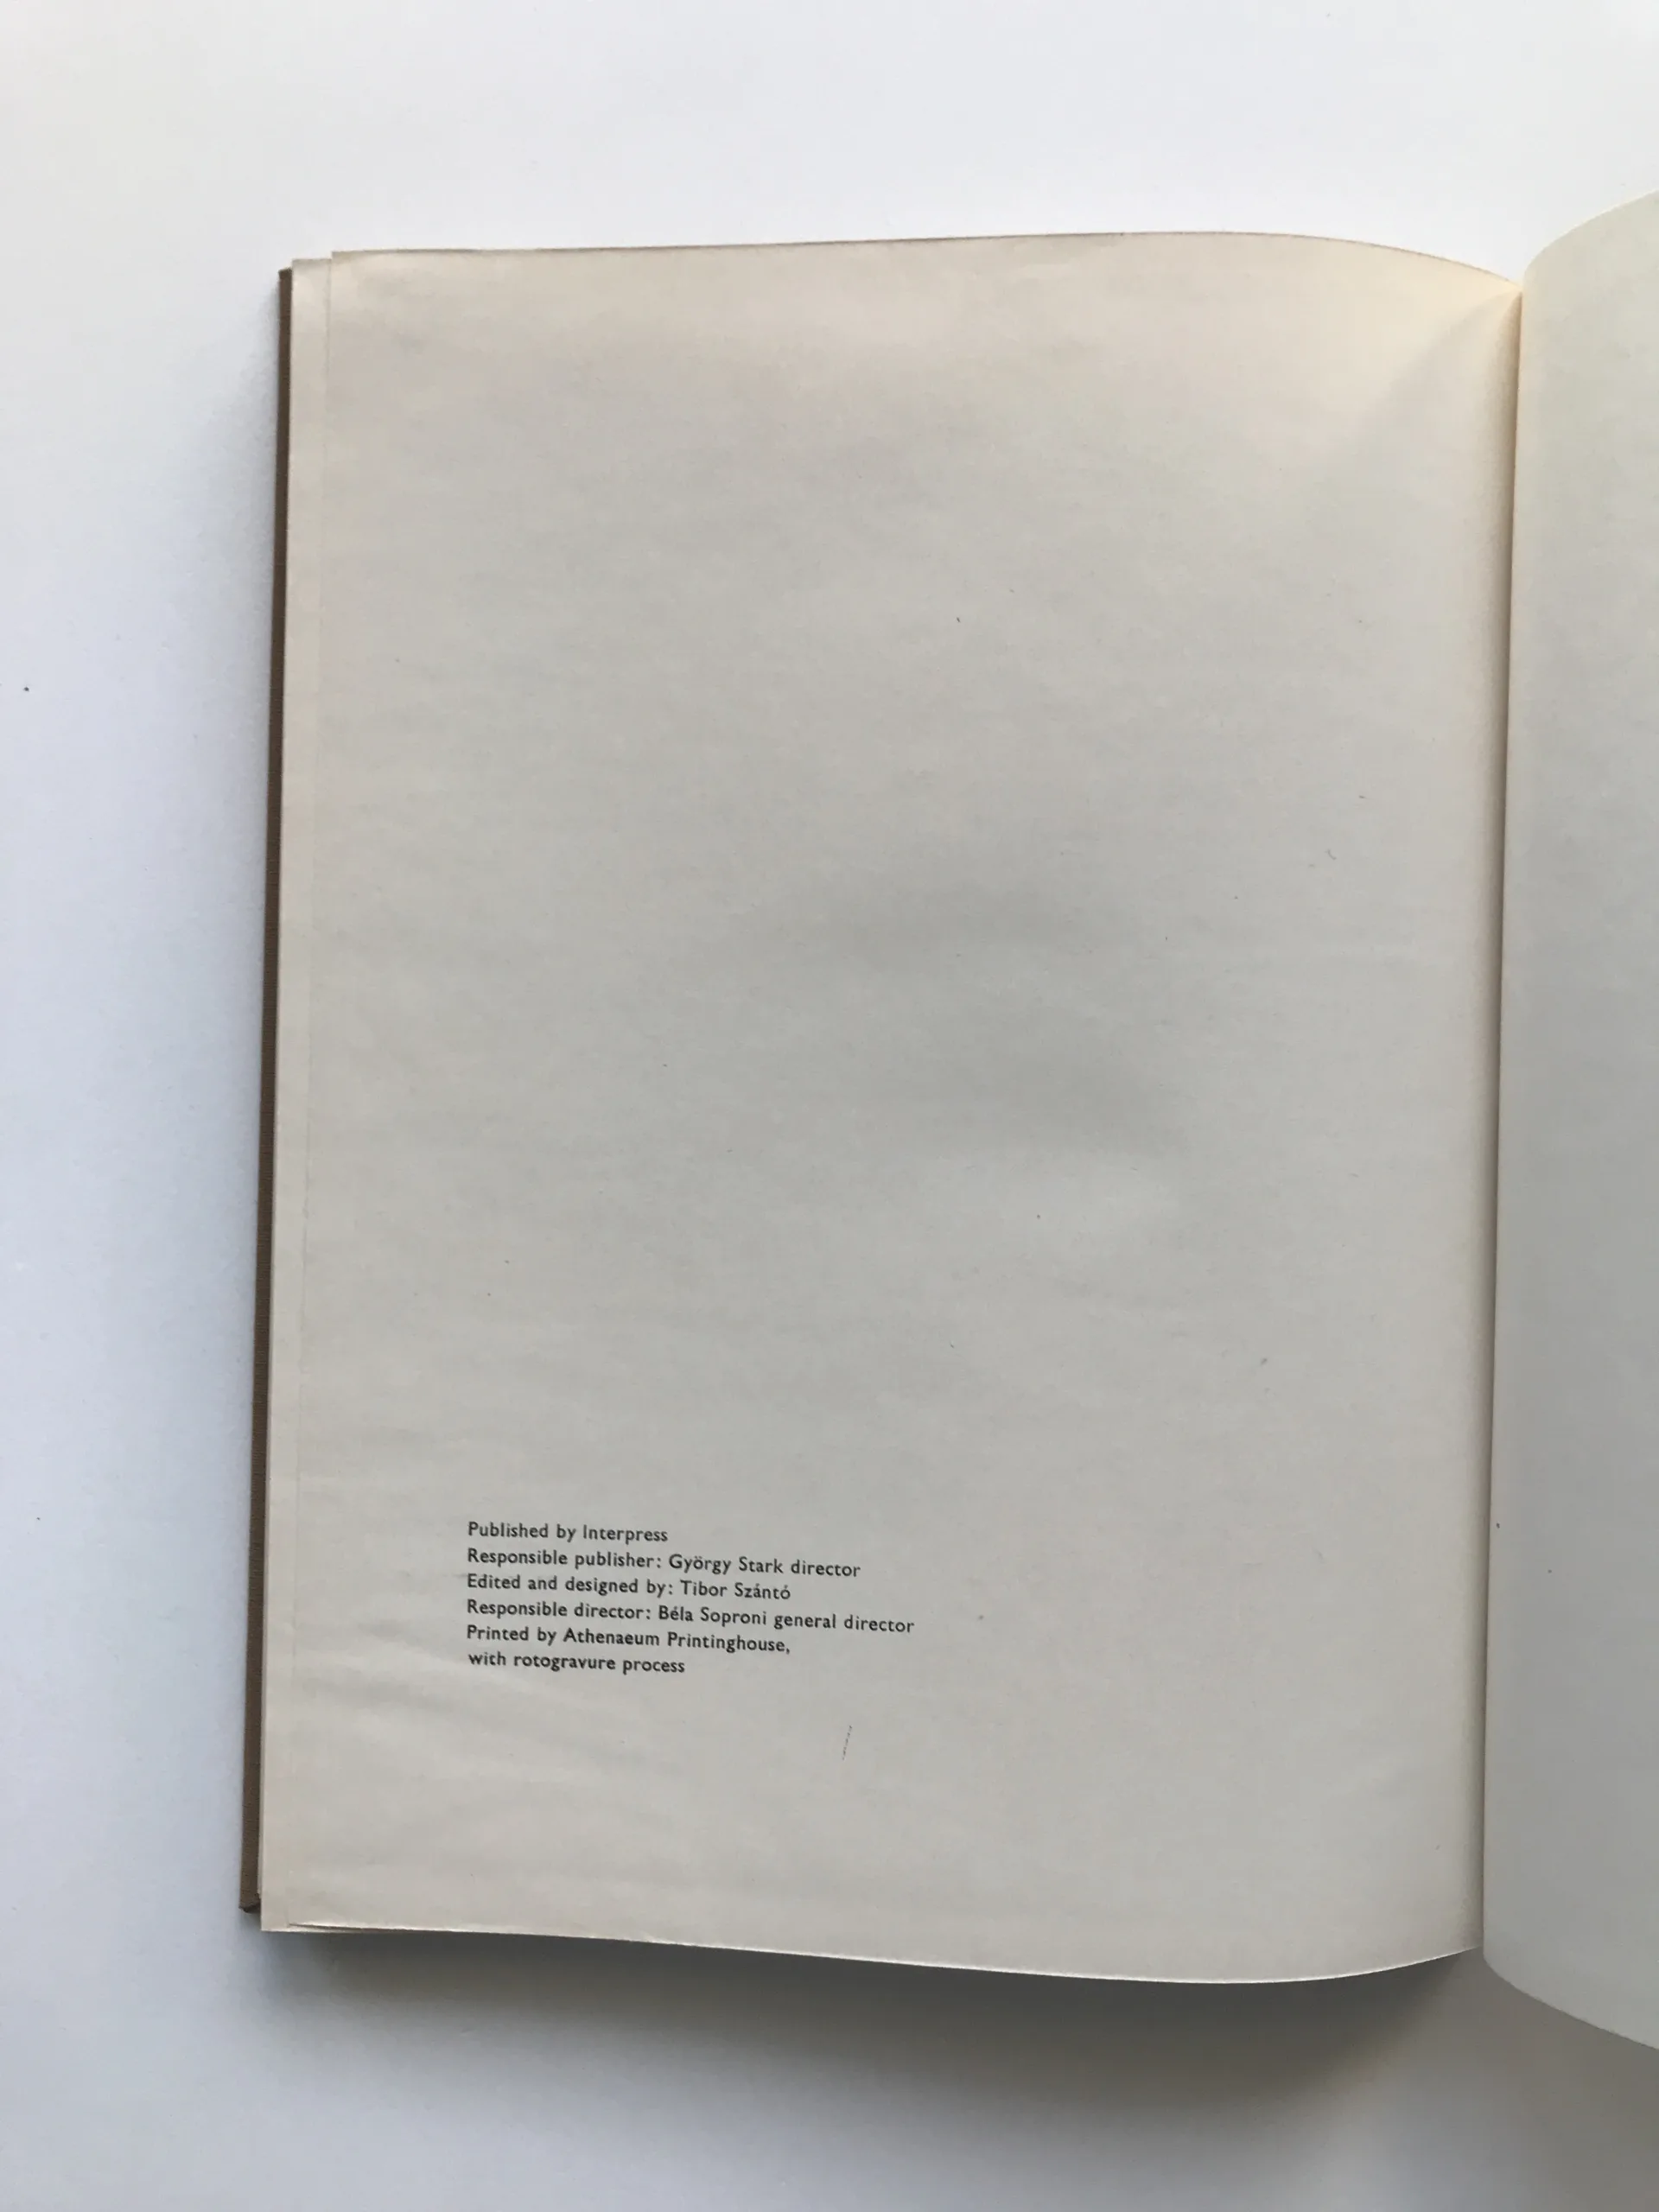 Published by Interpress
Responsible publisher: György Stark director
Edited and designed by: Tibor Szántó
Responsible director: Béla Soproni general director
Printed by Athenaeum Printinghouse,
with rotogravure process